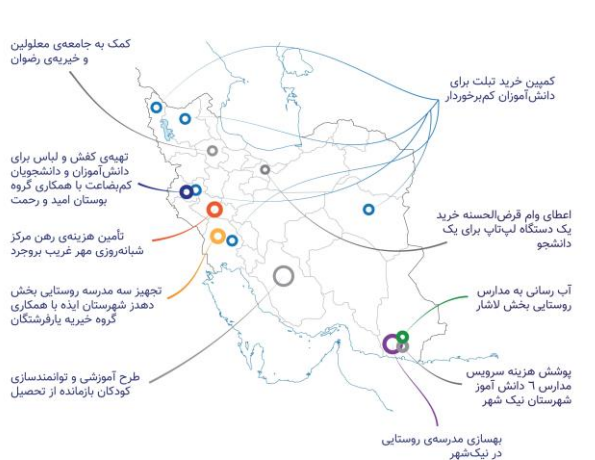 کمک به جامعه‌ی معلولین
و خیریه‌ی رضوان
کمپین خرید تبلت برای
دانش‌آموزان کم‌برخوردار
تهیه‌ی کفش و لباس برای
دانش‌آموزان و دانشجویان
کم‌بضاعت با همکاری گروه
بوستان امید و رحمت
اعطای وام قرض‌الحسنه خرید
یک دستگاه لپ‌تاپ برای یک
دانشجو
تأمین هزینه‌ی رهن مرکز
شبانه‌روزی مهر غریب بروجرد
تجهیز سه مدرسه روستایی بخش
دهدز شهرستان ایذه با همکاری
گروه خیریه یارفرشتگان
آب رسانی به مدارس
روستایی بخش لاشار
طرح آموزشی و توانمندسازی
کودکان بازمانده از تحصیل
پوشش هزینه سرویس
مدارس ٦ دانش آموز
شهرستان نیک شهر
بهسازی مدرسه‌ی روستایی
در نیک‌شهر